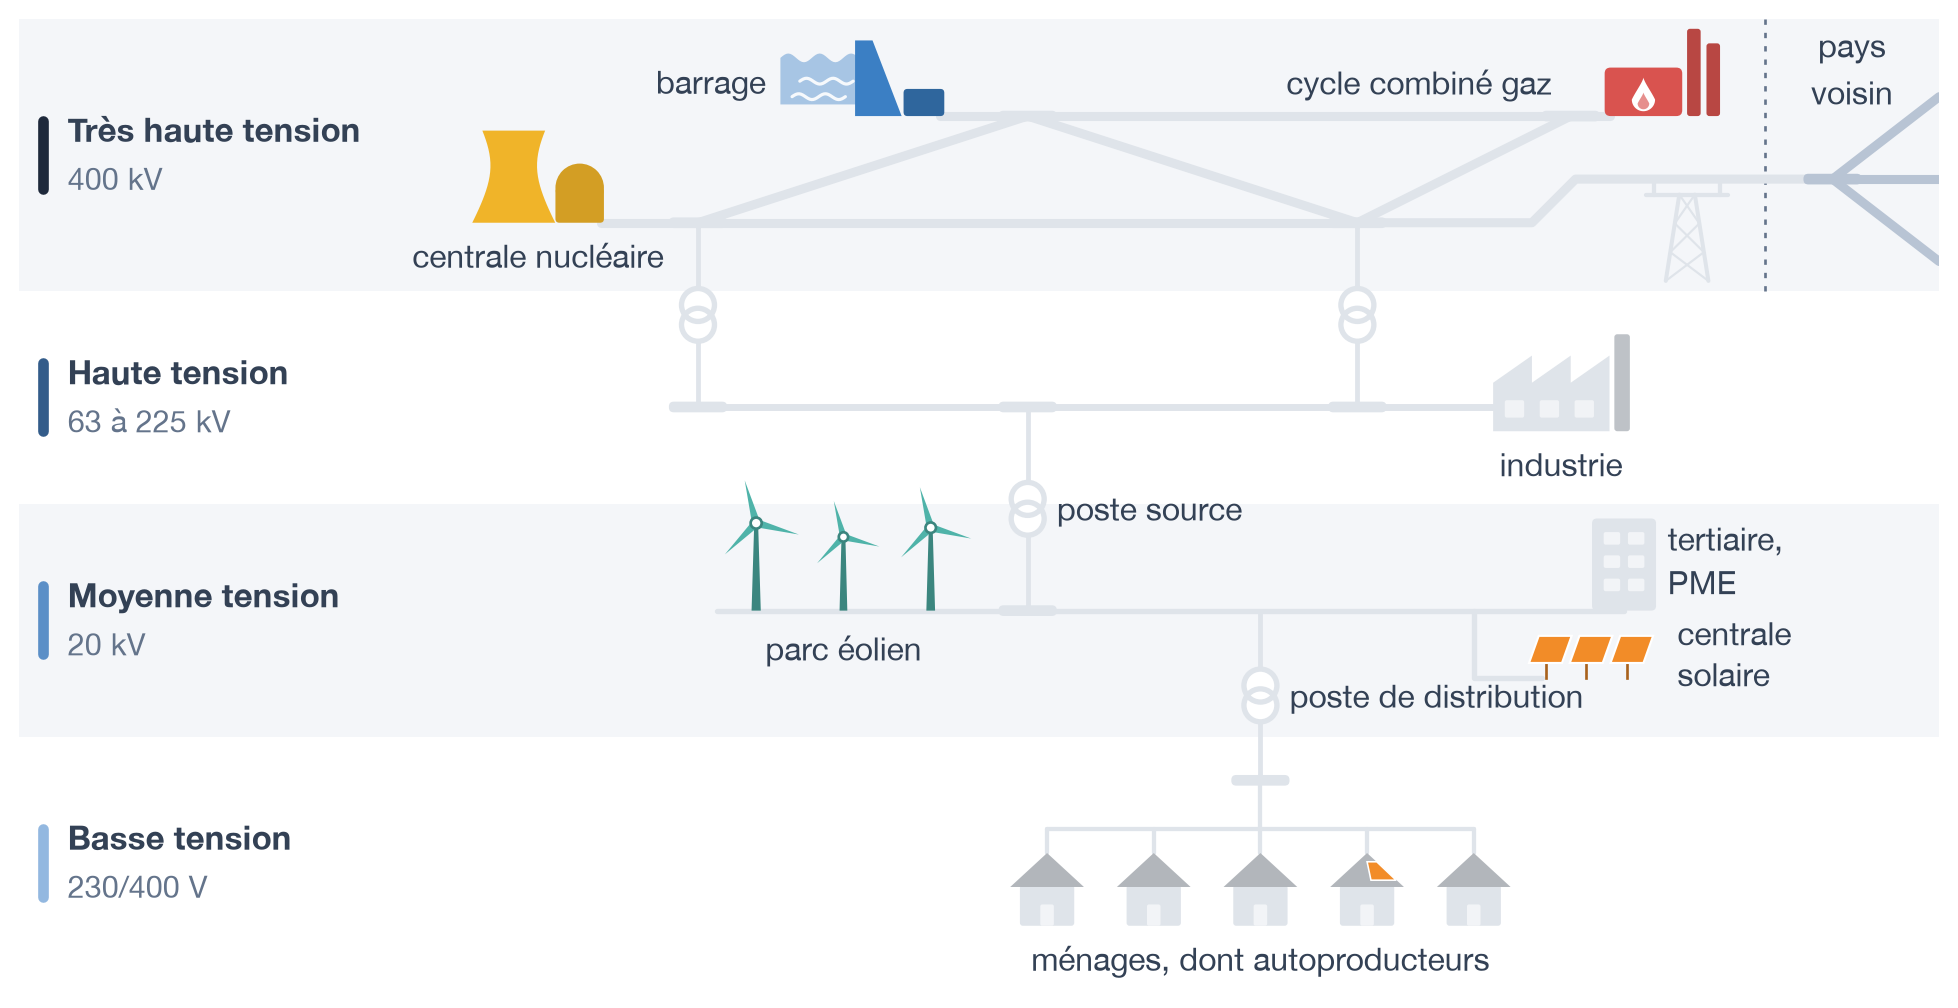 barrage
cycle combiné gaz
pays
voisin
Très haute tension
400 kV
centrale nucléaire
Haute tension
63 à 225 kV
industrie
poste source
tertiaire,
PME
Moyenne tension
20 kV
parc éolien
centrale
solaire
poste de distribution
Basse tension
230/400 V
ménages, dont autoproducteurs